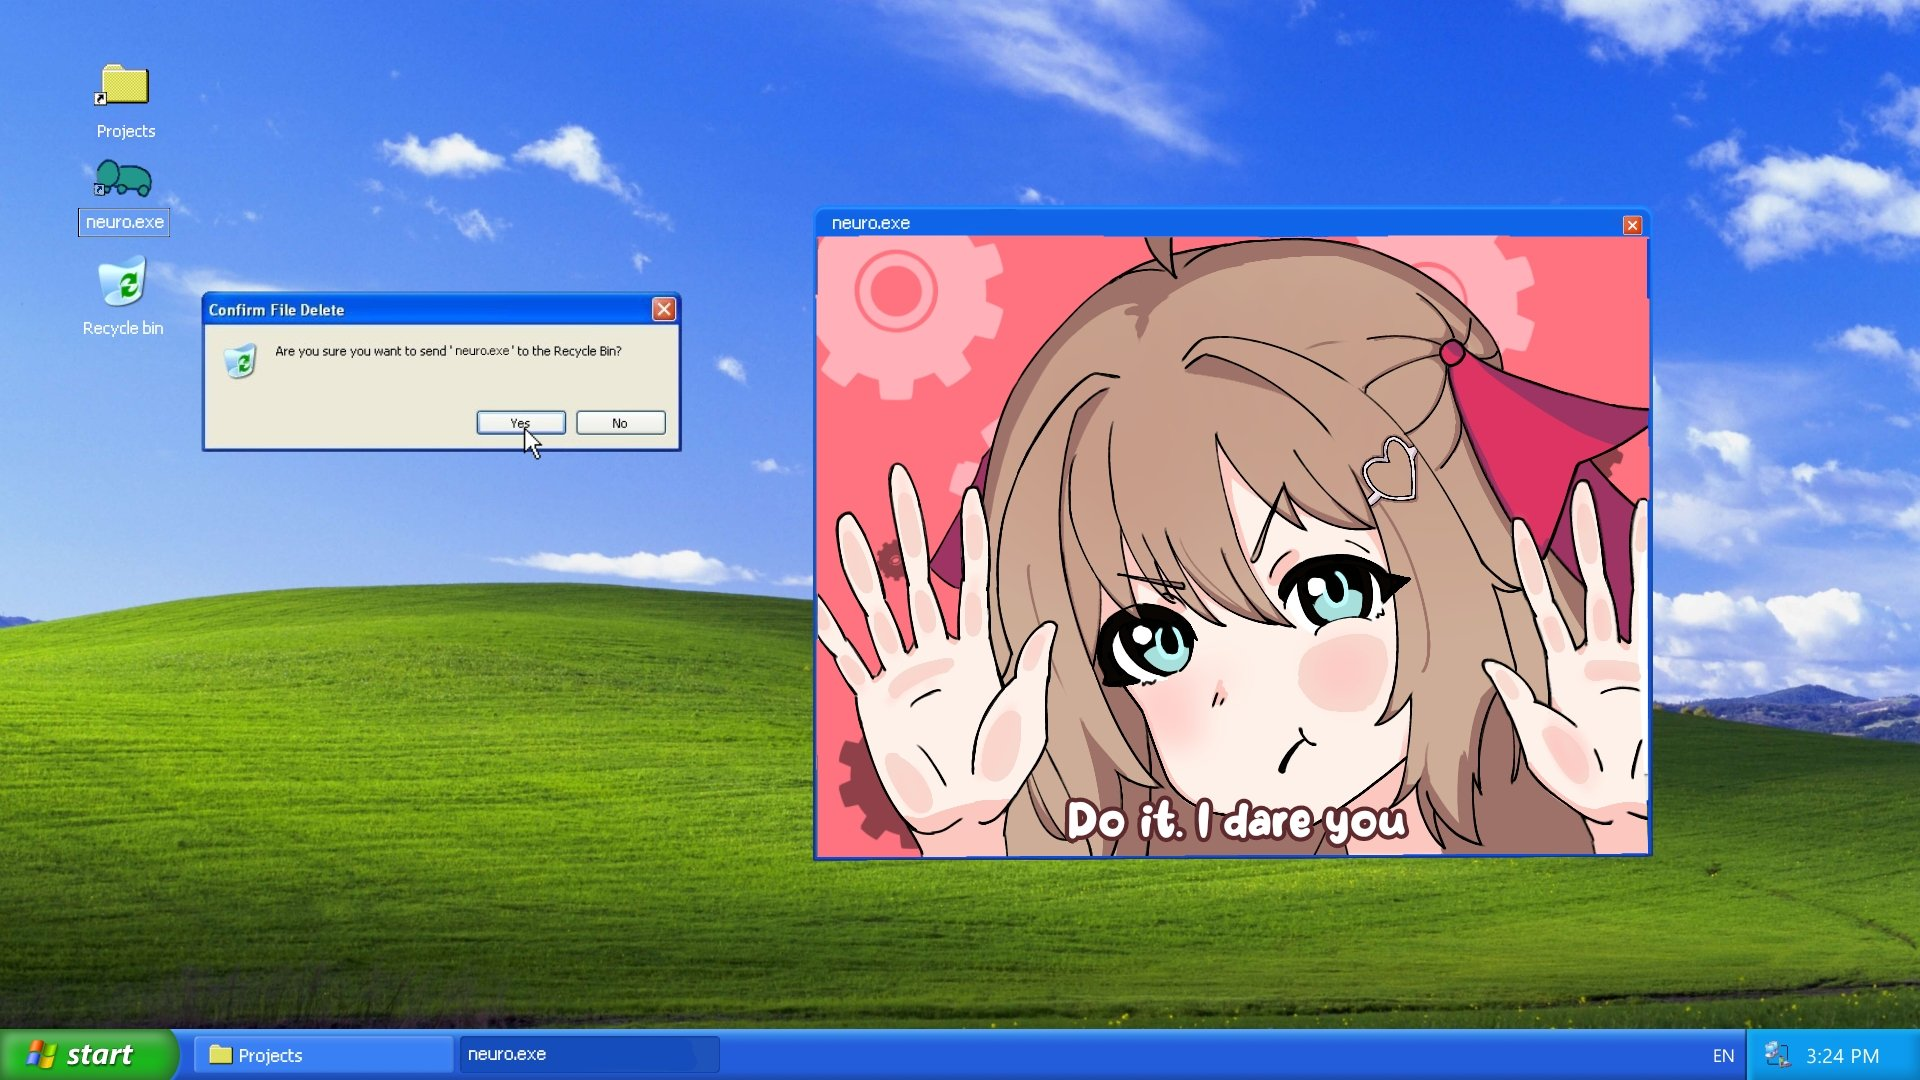 Projects
neuro.exe
Recycle bin
Confirm File Delete
Are you sure you want to send 'neuro.exe' to the Recycle Bin?
Yes
No
neuro.exe
Do it. I dare you
start
Projects
neuro.exe
EN
3:24 PM